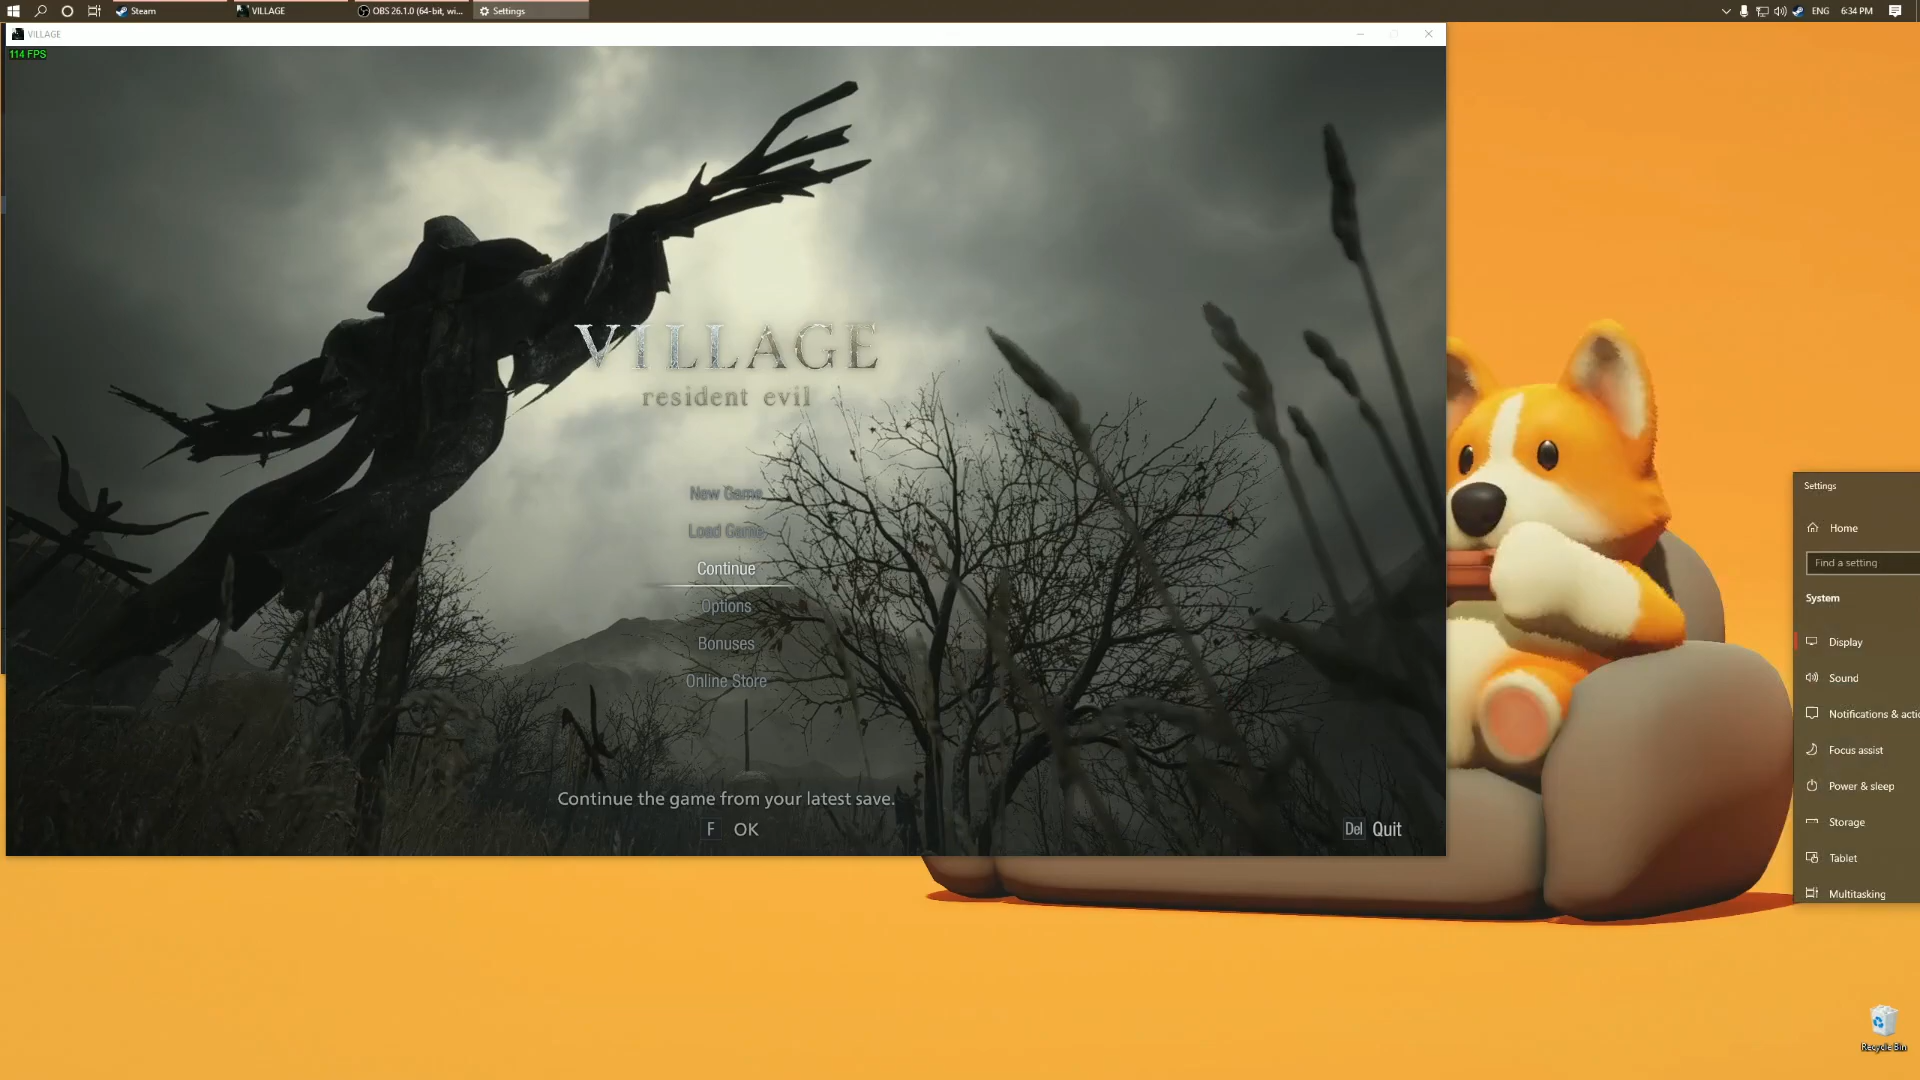 Steam
VILLAGE
OBS 26.1.0 (64-bit, wi...
Settings
ENG
6:34 PM
VILLAGE
114 FPS
VILLAGE
resident evil
New Game
Load Game
Continue
Options
Bonuses
Online Store
Continue the game from your latest save.
F OK
Del Quit
Settings
Home
Find a setting
System
Display
Sound
Notifications & actio
Focus assist
Power & sleep
Storage
Tablet
Multitasking
Recycle Bin